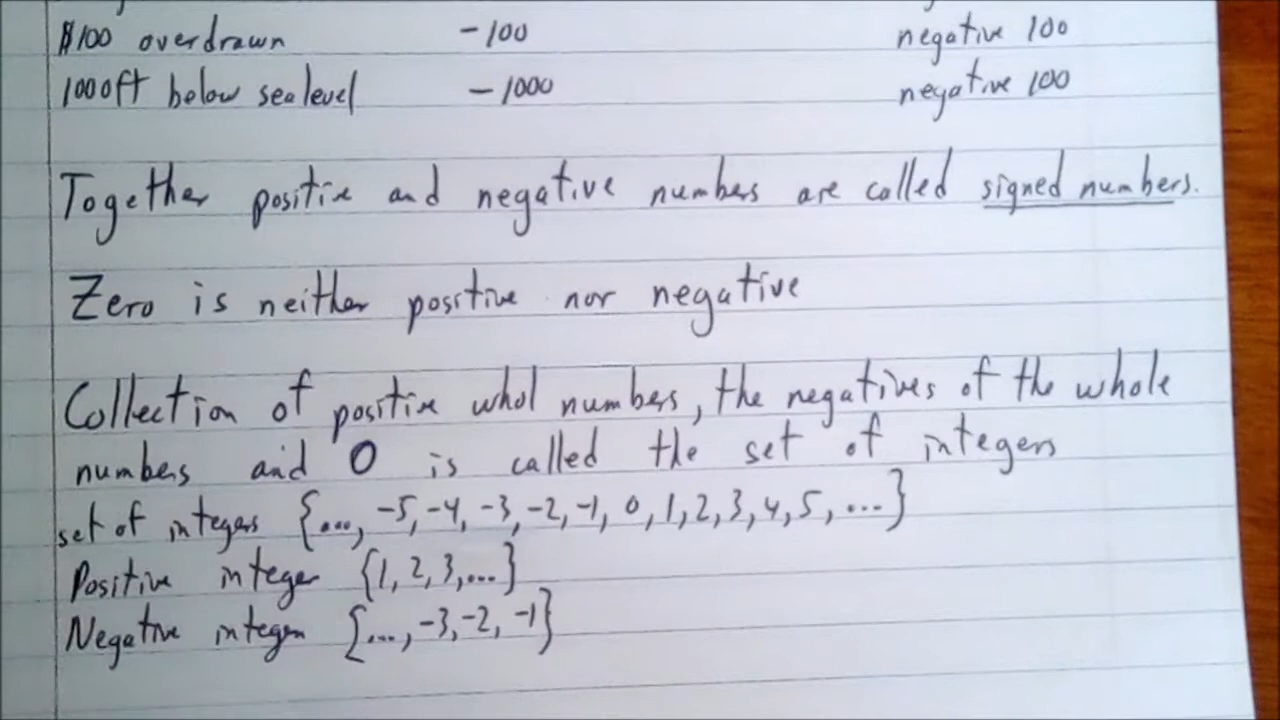 $100 overdrawn -100 negative 100
1000ft below sea level -1000 negative 100
Together positive and negative numbers are called signed numbers.
Zero is neither positive nor negative
Collection of positive whol numbers, the negatives of the whole
numbers and 0 is called the set of integers
set of integers {..., -5, -4, -3, -2, -1, 0, 1, 2, 3, 4, 5, ...}
Positive integer {1, 2, 3, ...}
Negative integer {..., -3, -2, -1}